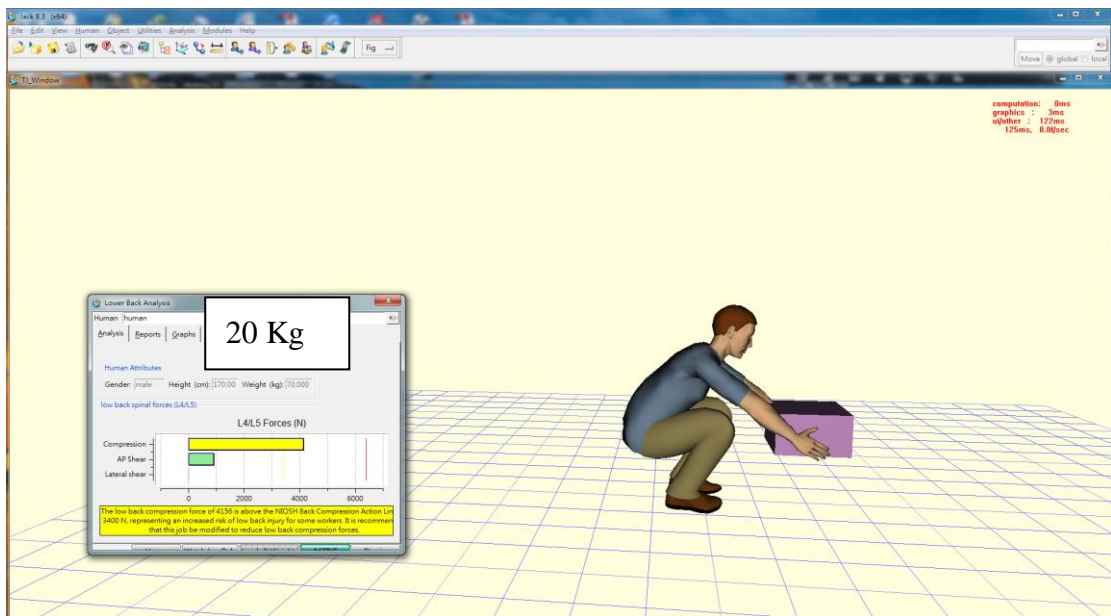 Jack 8.3 (x64)
File Edit View Human Object Utilities Analysis Modules Help
Fig
Move global local
TJ_Window
computation: 0ms
graphics : 3ms
ui/other : 122ms
125ms, 8.0f/sec
Lower Back Analysis
Human human
Analysis Reports Graphs
20 Kg
Human Attributes
Gender: male Height (cm): 170.00 Weight (kg): 70.000
low back spinal forces (L4/L5)
L4/L5 Forces (N)
Compression
AP Shear
Lateral shear
0 2000 4000 6000
The low back compression force of 4156 is above the NIOSH Back Compression Action Lin
3400 N, representing an increased risk of low back injury for some workers. It is recommen
that this job be modified to reduce low back compression forces.